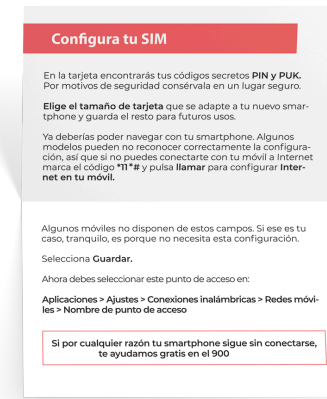 Configura tu SIM
En la tarjeta encontrarás tus códigos secretos PIN y PUK.
Por motivos de seguridad consérvala en un lugar seguro.
Elige el tamaño de tarjeta que se adapte a tu nuevo smar-
tphone y guarda el resto para futuros usos.
Ya deberías poder navegar con tu smartphone. Algunos
modelos pueden no reconocer correctamente la configura-
ción, así que si no puedes conectarte con tu móvil a Internet
marca el código *11*# y pulsa llamar para configurar Inter-
net en tu móvil.
Algunos móviles no disponen de estos campos. Si ese es tu
caso, tranquilo, es porque no necesita esta configuración.
Selecciona Guardar.
Ahora debes seleccionar este punto de acceso en:
Aplicaciones > Ajustes > Conexiones inalámbricas > Redes móvi-
les > Nombre de punto de acceso
Si por cualquier razón tu smartphone sigue sin conectarse,
te ayudamos gratis en el 900